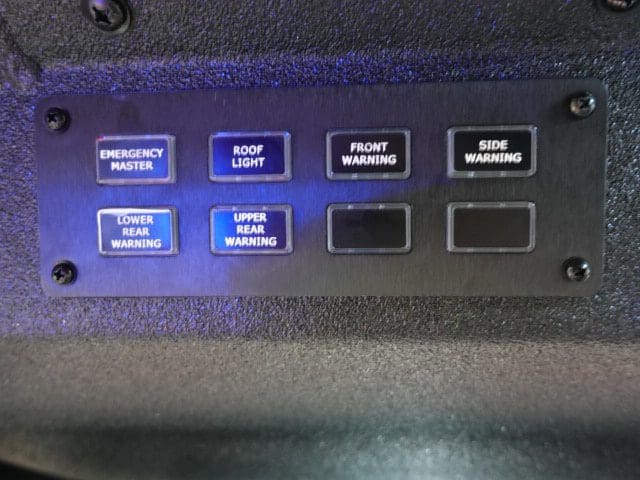 EMERGENCY
MASTER
ROOF
LIGHT
FRONT
WARNING
SIDE
WARNING
LOWER
REAR
WARNING
UPPER
REAR
WARNING